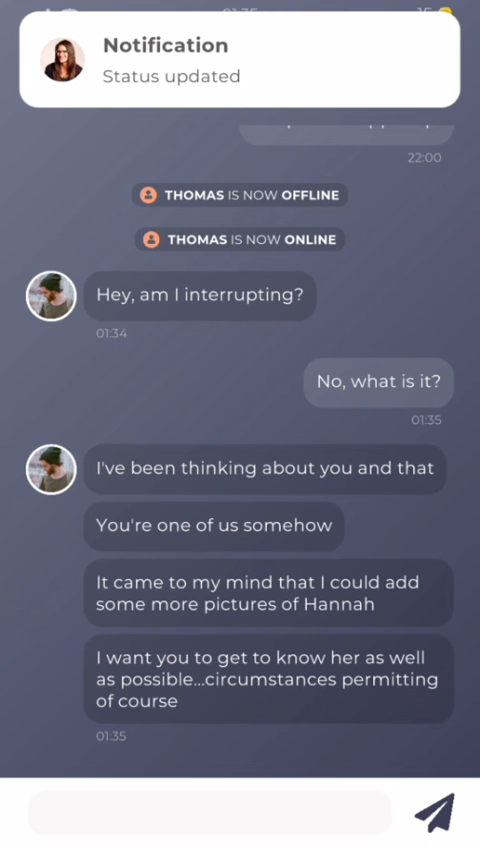 Notification
Status updated
22:00
THOMAS IS NOW OFFLINE
THOMAS IS NOW ONLINE
Hey, am I interrupting?
01:34
No, what is it?
01:35
I've been thinking about you and that
You're one of us somehow
It came to my mind that I could add
some more pictures of Hannah
I want you to get to know her as well
as possible...circumstances permitting
of course
01:35